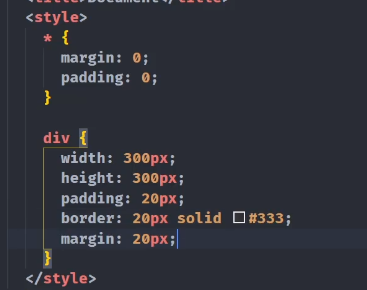 <title>Document</title>
<style>
* {
margin: 0;
padding: 0;
}
div {
width: 300px;
height: 300px;
padding: 20px;
border: 20px solid #333;
margin: 20px;
}
</style>